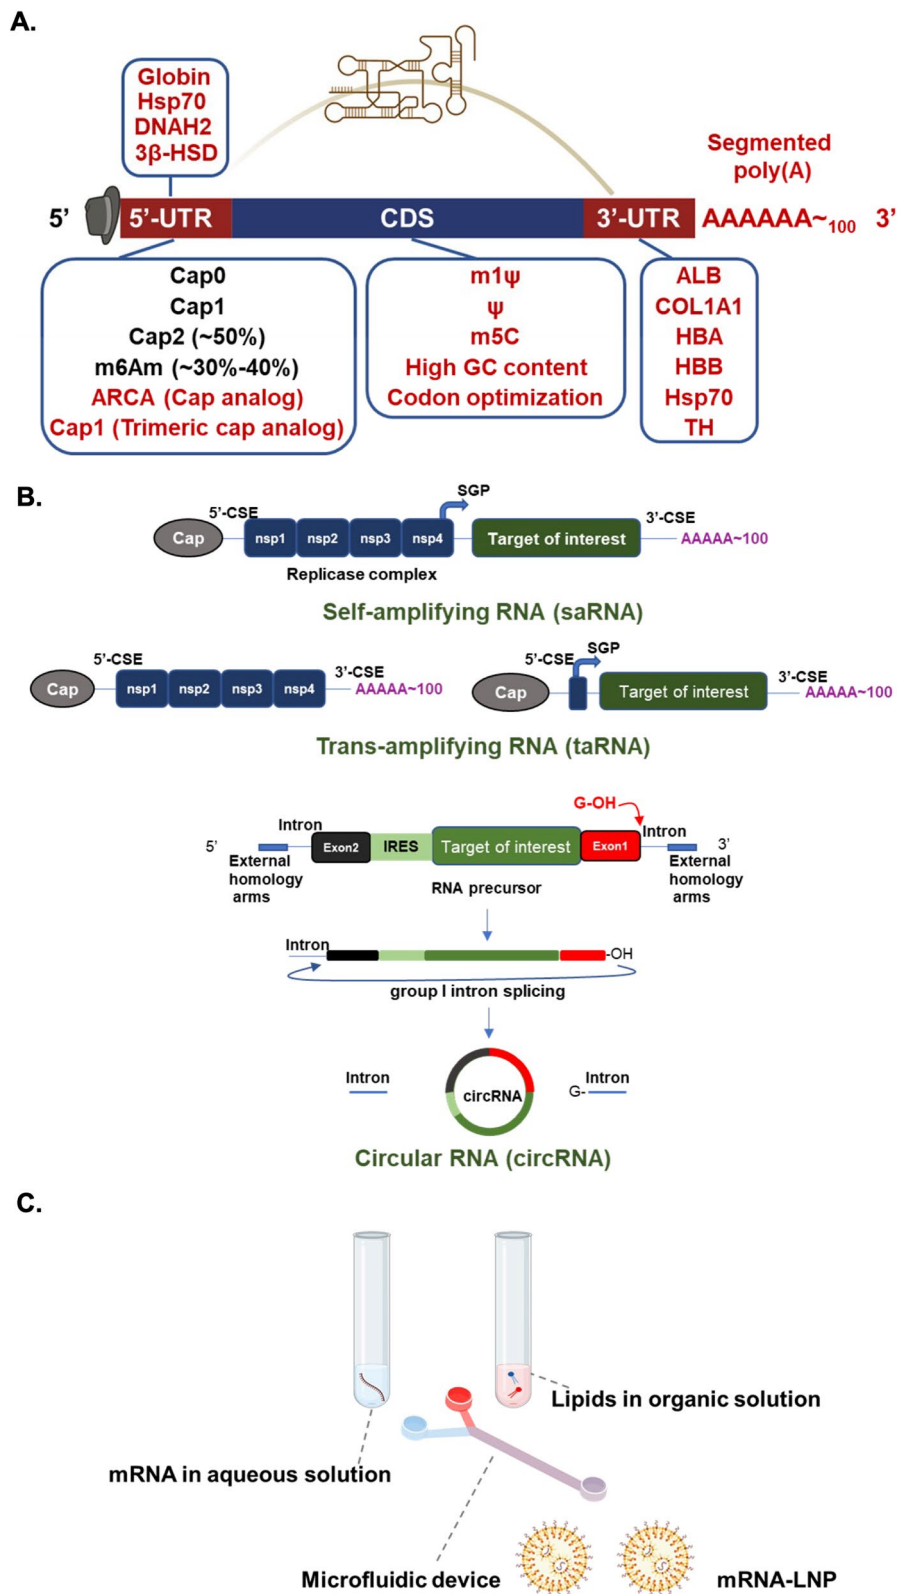 A.
Globin
Hsp70
DNAH2
3β-HSD
Segmented
poly(A)
5’ 5’-UTR CDS 3’-UTR AAAAAA~100 3’
Cap0
Cap1
Cap2 (~50%)
m6Am (~30%-40%)
ARCA (Cap analog)
Cap1 (Trimeric cap analog)
m1ψ
ψ
m5C
High GC content
Codon optimization
ALB
COL1A1
HBA
HBB
Hsp70
TH
B.
SGP
5’-CSE 3’-CSE
Cap nsp1 nsp2 nsp3 nsp4 Target of interest AAAAA~100
Replicase complex
Self-amplifying RNA (saRNA)
5’-CSE 3’-CSE
Cap nsp1 nsp2 nsp3 nsp4 AAAAA~100
SGP
5’-CSE 3’-CSE
Cap Target of interest AAAAA~100
Trans-amplifying RNA (taRNA)
G-OH
Intron Intron
5’ Exon2 IRES Target of interest Exon1 3’
External
homology
arms
External
homology
arms
RNA precursor
Intron -OH
group I intron splicing
Intron
circRNA
Intron
G-
Circular RNA (circRNA)
C.
Lipids in organic solution
mRNA in aqueous solution
Microfluidic device
mRNA-LNP